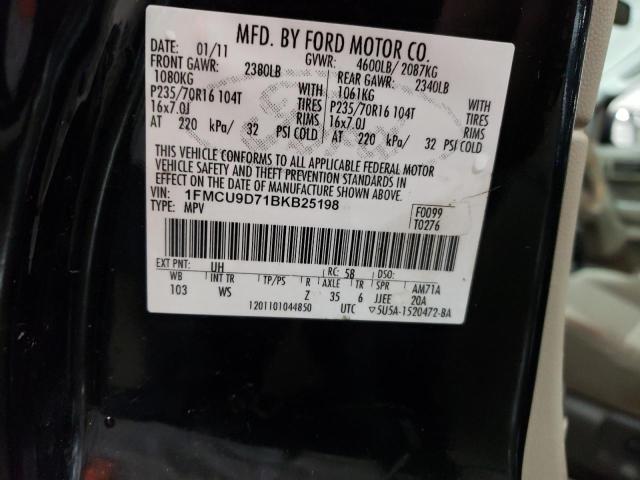 MFD. BY FORD MOTOR CO.
DATE: 01/11 GVWR: 4600LB/ 2087KG
FRONT GAWR: 2380LB REAR GAWR: 2340LB
1080KG 1061KG
P235/70R16 104T WITH TIRES P235/70R16 104T WITH TIRES
16x7.0J RIMS 16x7.0J RIMS
AT 220 kPa/ 32 PSI COLD AT 220 kPa/ 32 PSI COLD
THIS VEHICLE CONFORMS TO ALL APPLICABLE FEDERAL MOTOR
VEHICLE SAFETY AND THEFT PREVENTION STANDARDS IN
EFFECT ON THE DATE OF MANUFACTURE SHOWN ABOVE.
VIN: 1FMCU9D71BKB25198
TYPE: MPV
F0099
T0276
EXT PNT: UH RC: 58 DSO:
WB INT TR TP/PS R AXLE TR SPR AM7TA
103 WS Z 35 6 JJEE 20A
1201101044850 UTC ▽5U5A-1520472-BA